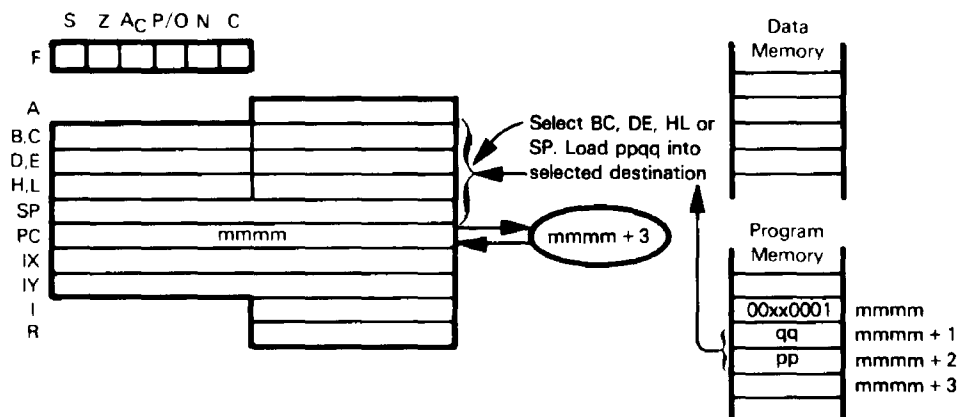 S Z AC P/O N C
F
A
B,C
D,E
H,L
SP
PC mmmm
IX
IY
I
R
Select BC, DE, HL or
SP. Load ppqq into
selected destination
mmmm + 3
Data
Memory
Program
Memory
00xx0001 mmmm
qq mmmm + 1
pp mmmm + 2
mmmm + 3